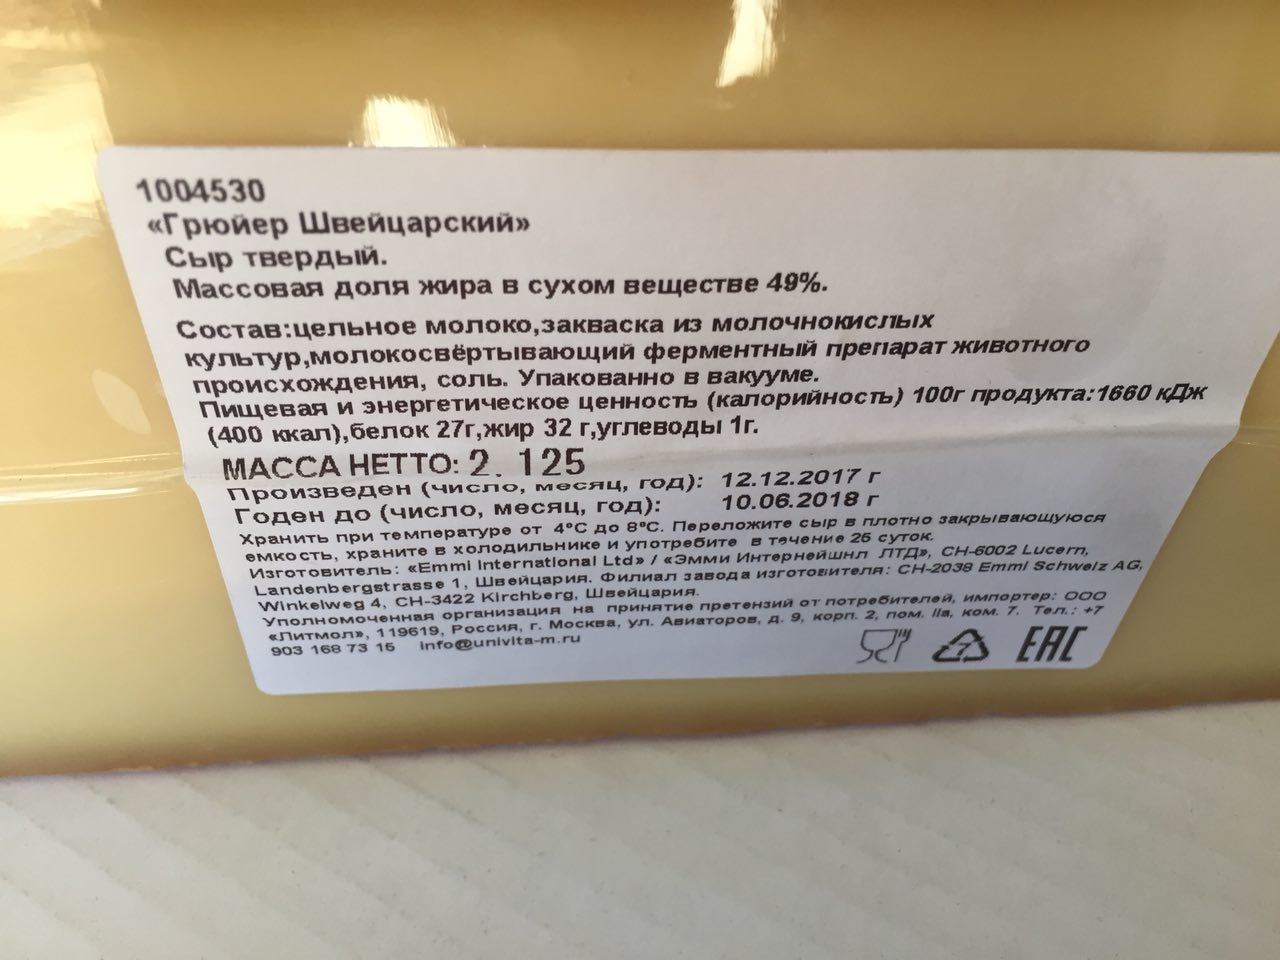 1004530
«Грюйер Швейцарский»
Сыр твердый.
Массовая доля жира в сухом веществе 49%.
Состав:цельное молоко,закваска из молочнокислых
культур,молокосвёртывающий ферментный препарат животного
происхождения, соль. Упакованно в вакууме.
Пищевая и энергетическое ценность (калорийность) 100г продукта:1660 кДж
(400 ккал),белок 27г,жир 32 г,углеводы 1г.
МАССА НЕТТО: 2. 125
Произведен (число, месяц, год): 12.12.2017 г
Годен до (число, месяц, год): 10.06.2018 г
Хранить при температуре от 4°С до 8°С. Переложите сыр в плотно закрывающуюся
емкость, храните в холодильнике и употребите в течение 25 суток.
Изготовитель: «Emmi International Ltd» / «Эмми Интернейшнл ЛТД», CH-6002 Lucern,
Landenbergstrasse 1, Швейцария. Филиал завода изготовителя: CH-2038 Emmi Schweiz AG,
Winkelweg 4, CH-3422 Kirchberg, Швейцария.
Уполномоченная организация на принятие претензий от потребителей, импортер: ООО
«Литмол», 119619, Россия, г. Москва, ул. Авиаторов, д. 9, корп. 2, пом. IIa, ком. 7. Тел.: +7
903 168 73 15 info@univita-m.ru
7 EAC